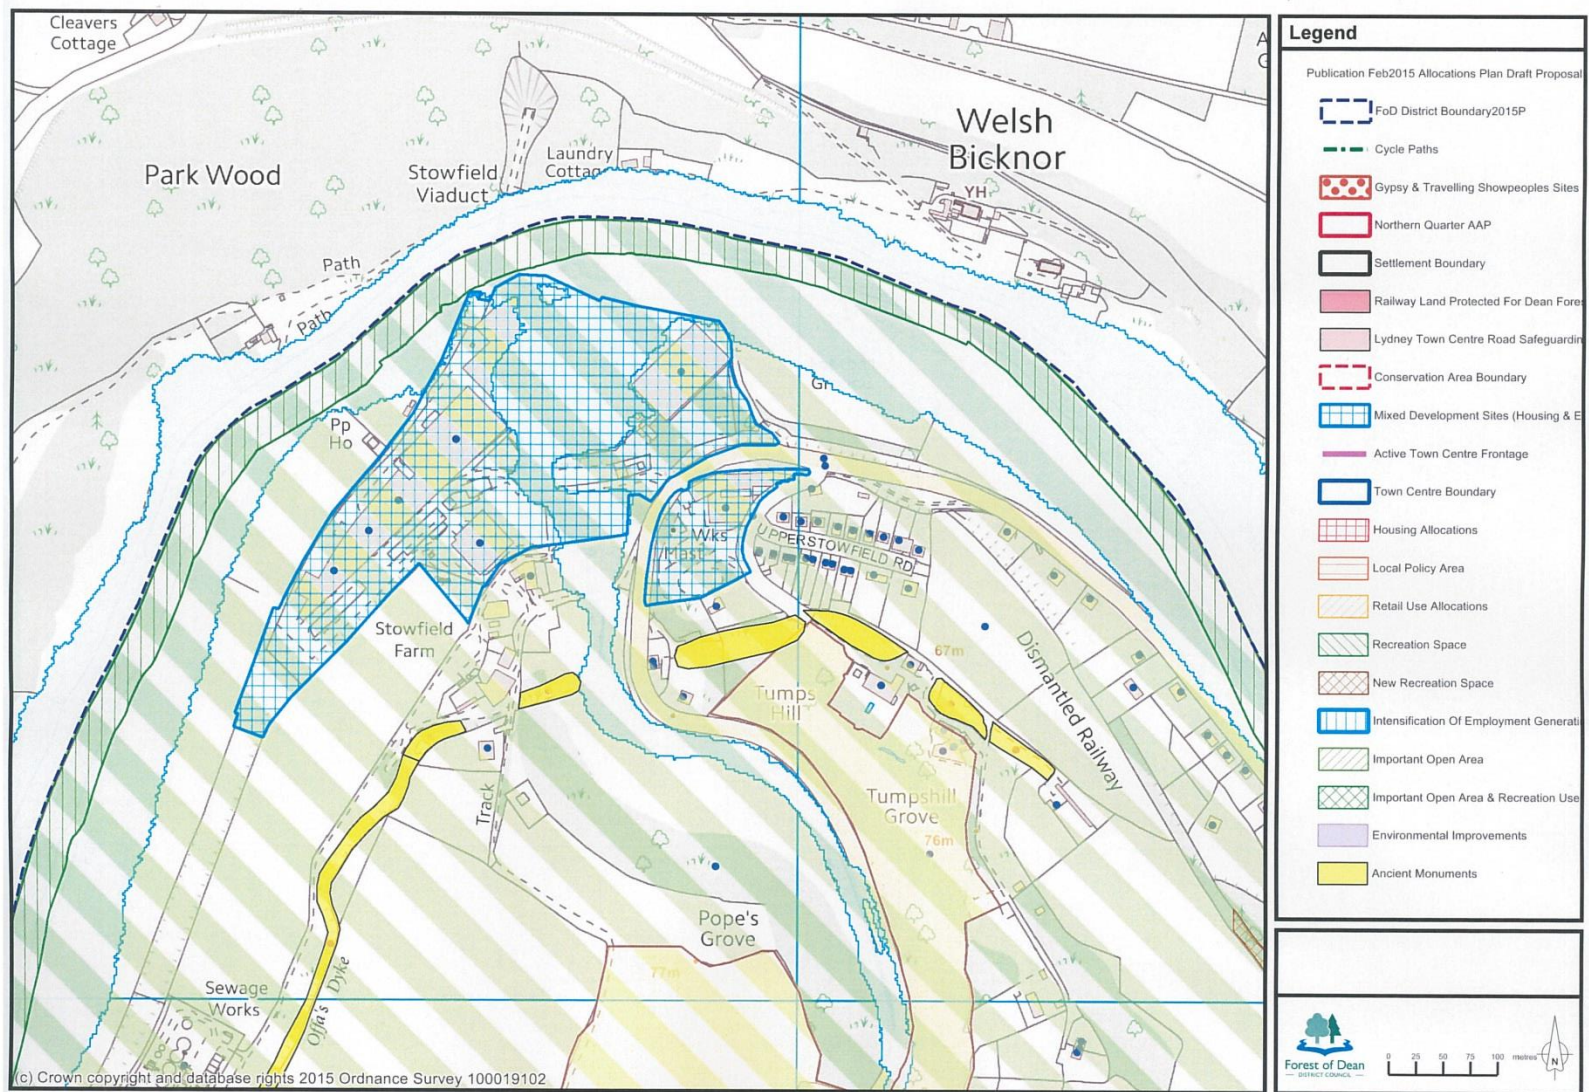 Cleavers
Cottage
Park Wood
Stowfield
Viaduct
Laundry
Welsh
Bicknor
YH
Path
Path
Pp
Ho
Wks
Mast
UPPERSTOWFIELD RD
Stowfield
Farm
67m
Tumps
Hill
Dismantled Railway
Track
Tumpshill
Grove
76m
Pope's
Grove
77m
Sewage
Works
Offa's Dyke
(c) Crown copyright and database rights 2015 Ordnance Survey 100019102
Legend
Publication Feb2015 Allocations Plan Draft Proposal
FoD District Boundary2015P
Cycle Paths
Gypsy & Travelling Showpeoples Sites
Northern Quarter AAP
Settlement Boundary
Railway Land Protected For Dean Fores
Lydney Town Centre Road Safeguardin
Conservation Area Boundary
Mixed Development Sites (Housing & E
Active Town Centre Frontage
Town Centre Boundary
Housing Allocations
Local Policy Area
Retail Use Allocations
Recreation Space
New Recreation Space
Intensification Of Employment Generati
Important Open Area
Important Open Area & Recreation Use
Environmental Improvements
Ancient Monuments
Forest of Dean
DISTRICT COUNCIL
0 25 50 75 100 metres
N